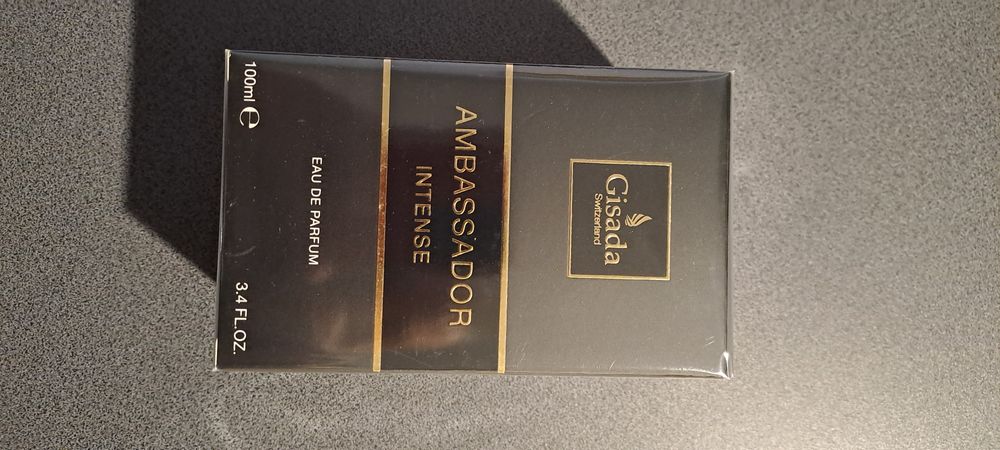 Gisada
Switzerland
AMBASSADOR
INTENSE
EAU DE PARFUM
100ml ℮ 3.4 FL.OZ.